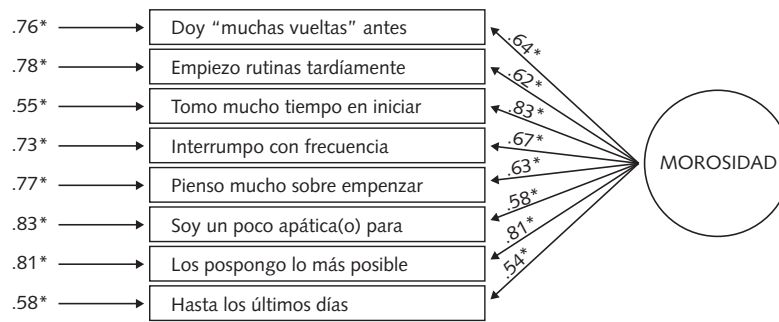 .76* Doy “muchas vueltas” antes .64*
.78* Empiezo rutinas tardíamente .62*
.55* Tomo mucho tiempo en iniciar .83*
.73* Interrumpo con frecuencia .67*
.77* Pienso mucho sobre empenzar .63*
.83* Soy un poco apática(o) para .58*
.81* Los pospongo lo más posible .81*
.58* Hasta los últimos días .54*
MOROSIDAD